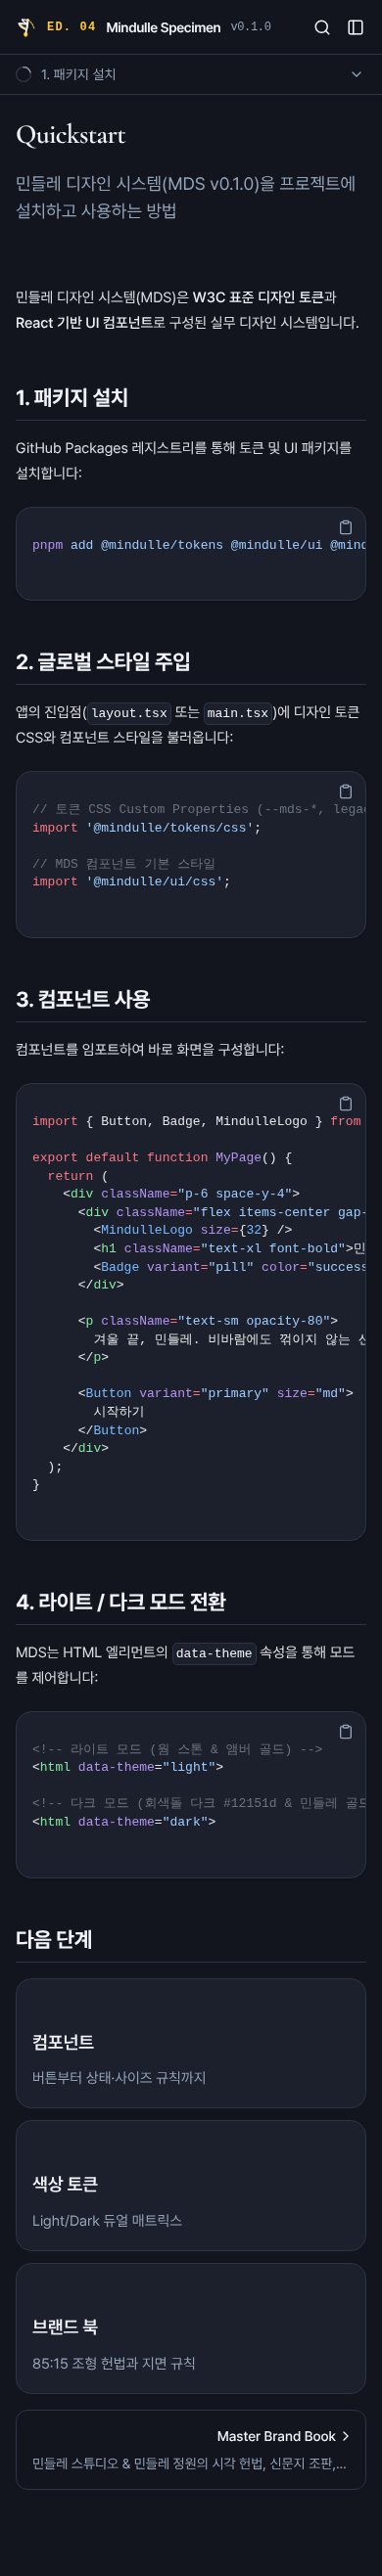 ED. 04 Mindulle Specimen v0.1.0
1. 패키지 설치
Quickstart
민들레 디자인 시스템(MDS v0.1.0)을 프로젝트에
설치하고 사용하는 방법
민들레 디자인 시스템(MDS)은 W3C 표준 디자인 토큰과
React 기반 UI 컴포넌트로 구성된 실무 디자인 시스템입니다.
1. 패키지 설치
GitHub Packages 레지스트리를 통해 토큰 및 UI 패키지를
설치합니다:
pnpm add @mindulle/tokens @mindulle/ui @mind
2. 글로벌 스타일 주입
앱의 진입점(layout.tsx 또는 main.tsx)에 디자인 토큰
CSS와 컴포넌트 스타일을 불러옵니다:
// 토큰 CSS Custom Properties (--mds-*, lega
import '@mindulle/tokens/css';
// MDS 컴포넌트 기본 스타일
import '@mindulle/ui/css';
3. 컴포넌트 사용
컴포넌트를 임포트하여 바로 화면을 구성합니다:
import { Button, Badge, MindulleLogo } from
export default function MyPage() {
return (
<div className="p-6 space-y-4">
<div className="flex items-center gap-
<MindulleLogo size={32} />
<h1 className="text-xl font-bold">민
<Badge variant="pill" color="success
</div>
<p className="text-sm opacity-80">
겨울 끝, 민들레. 비바람에도 꺾이지 않는
</p>
<Button variant="primary" size="md">
시작하기
</Button>
</div>
);
}
4. 라이트 / 다크 모드 전환
MDS는 HTML 엘리먼트의 data-theme 속성을 통해 모드
를 제어합니다:
<!-- 라이트 모드 (웜 스톤 & 앰버 골드) -->
<html data-theme="light">
<!-- 다크 모드 (회색돌 다크 #12151d & 민들레 골드
<html data-theme="dark">
다음 단계
컴포넌트
버튼부터 상태·사이즈 규칙까지
색상 토큰
Light/Dark 듀얼 매트릭스
브랜드 북
85:15 조형 헌법과 지면 규칙
Master Brand Book
민들레 스튜디오 & 민들레 정원의 시각 헌법, 신문지 조판,...